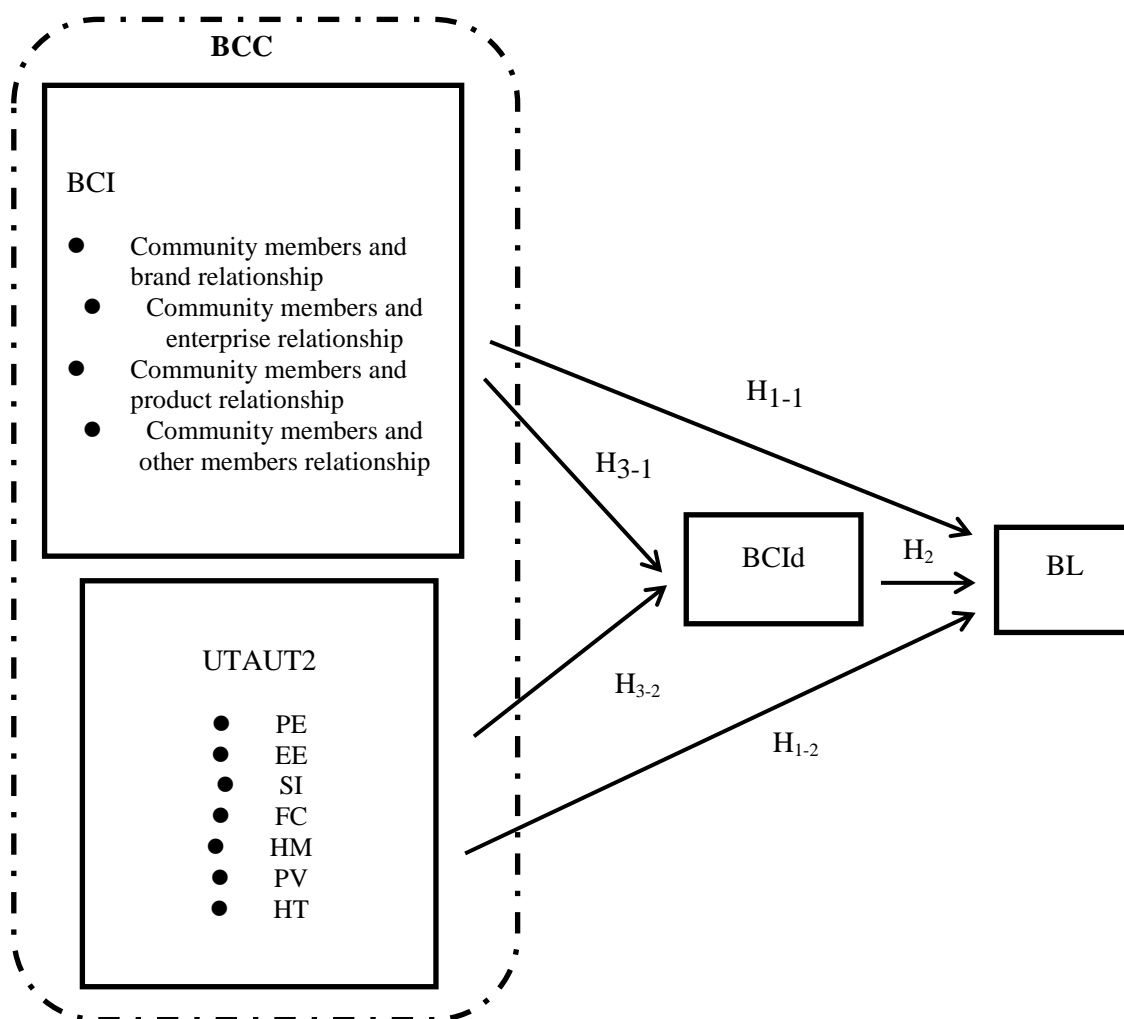 BCC
BCI
● Community members and
brand relationship
● Community members and
enterprise relationship
● Community members and
product relationship
● Community members and
other members relationship
H1-1
H3-1
BCId
H2
BL
UTAUT2
● PE
● EE
● SI
● FC
● HM
● PV
● HT
H3-2
H1-2